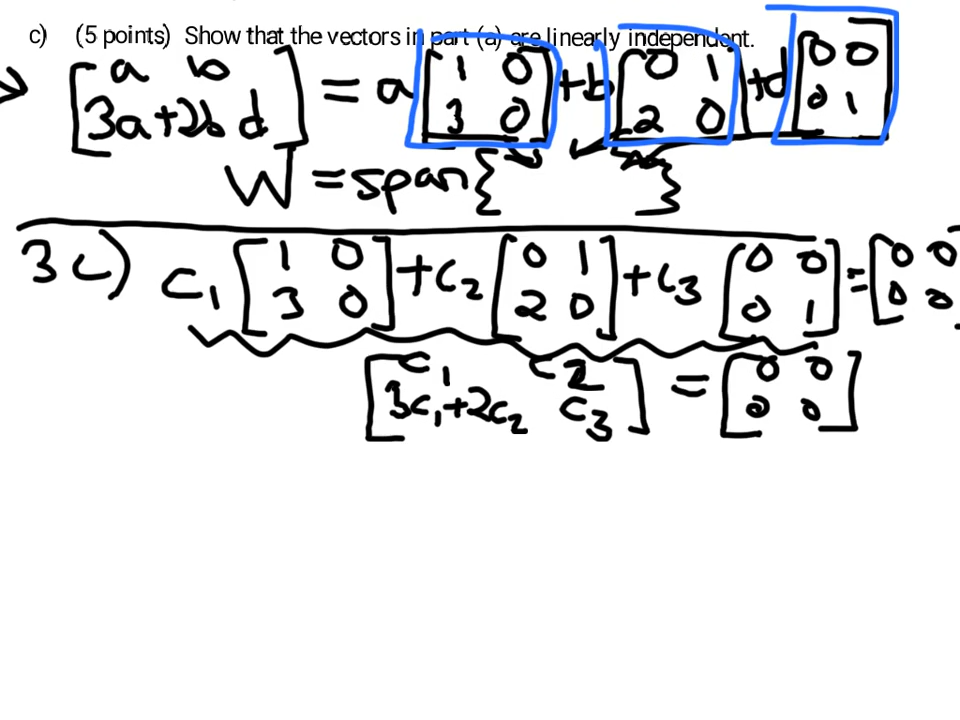 c) (5 points) Show that the vectors in part (a) are linearly independent.
→ [a b; 3a+2b d] = a[1 0; 3 0] + b[0 1; 2 0] + d[0 0; 0 1]
W = span{ }
3c) c₁[1 0; 3 0] + c₂[0 1; 2 0] + c₃[0 0; 0 1] = [0 0; 0 0]
[c₁ c₂; 3c₁+2c₂ c₃] = [0 0; 0 0]